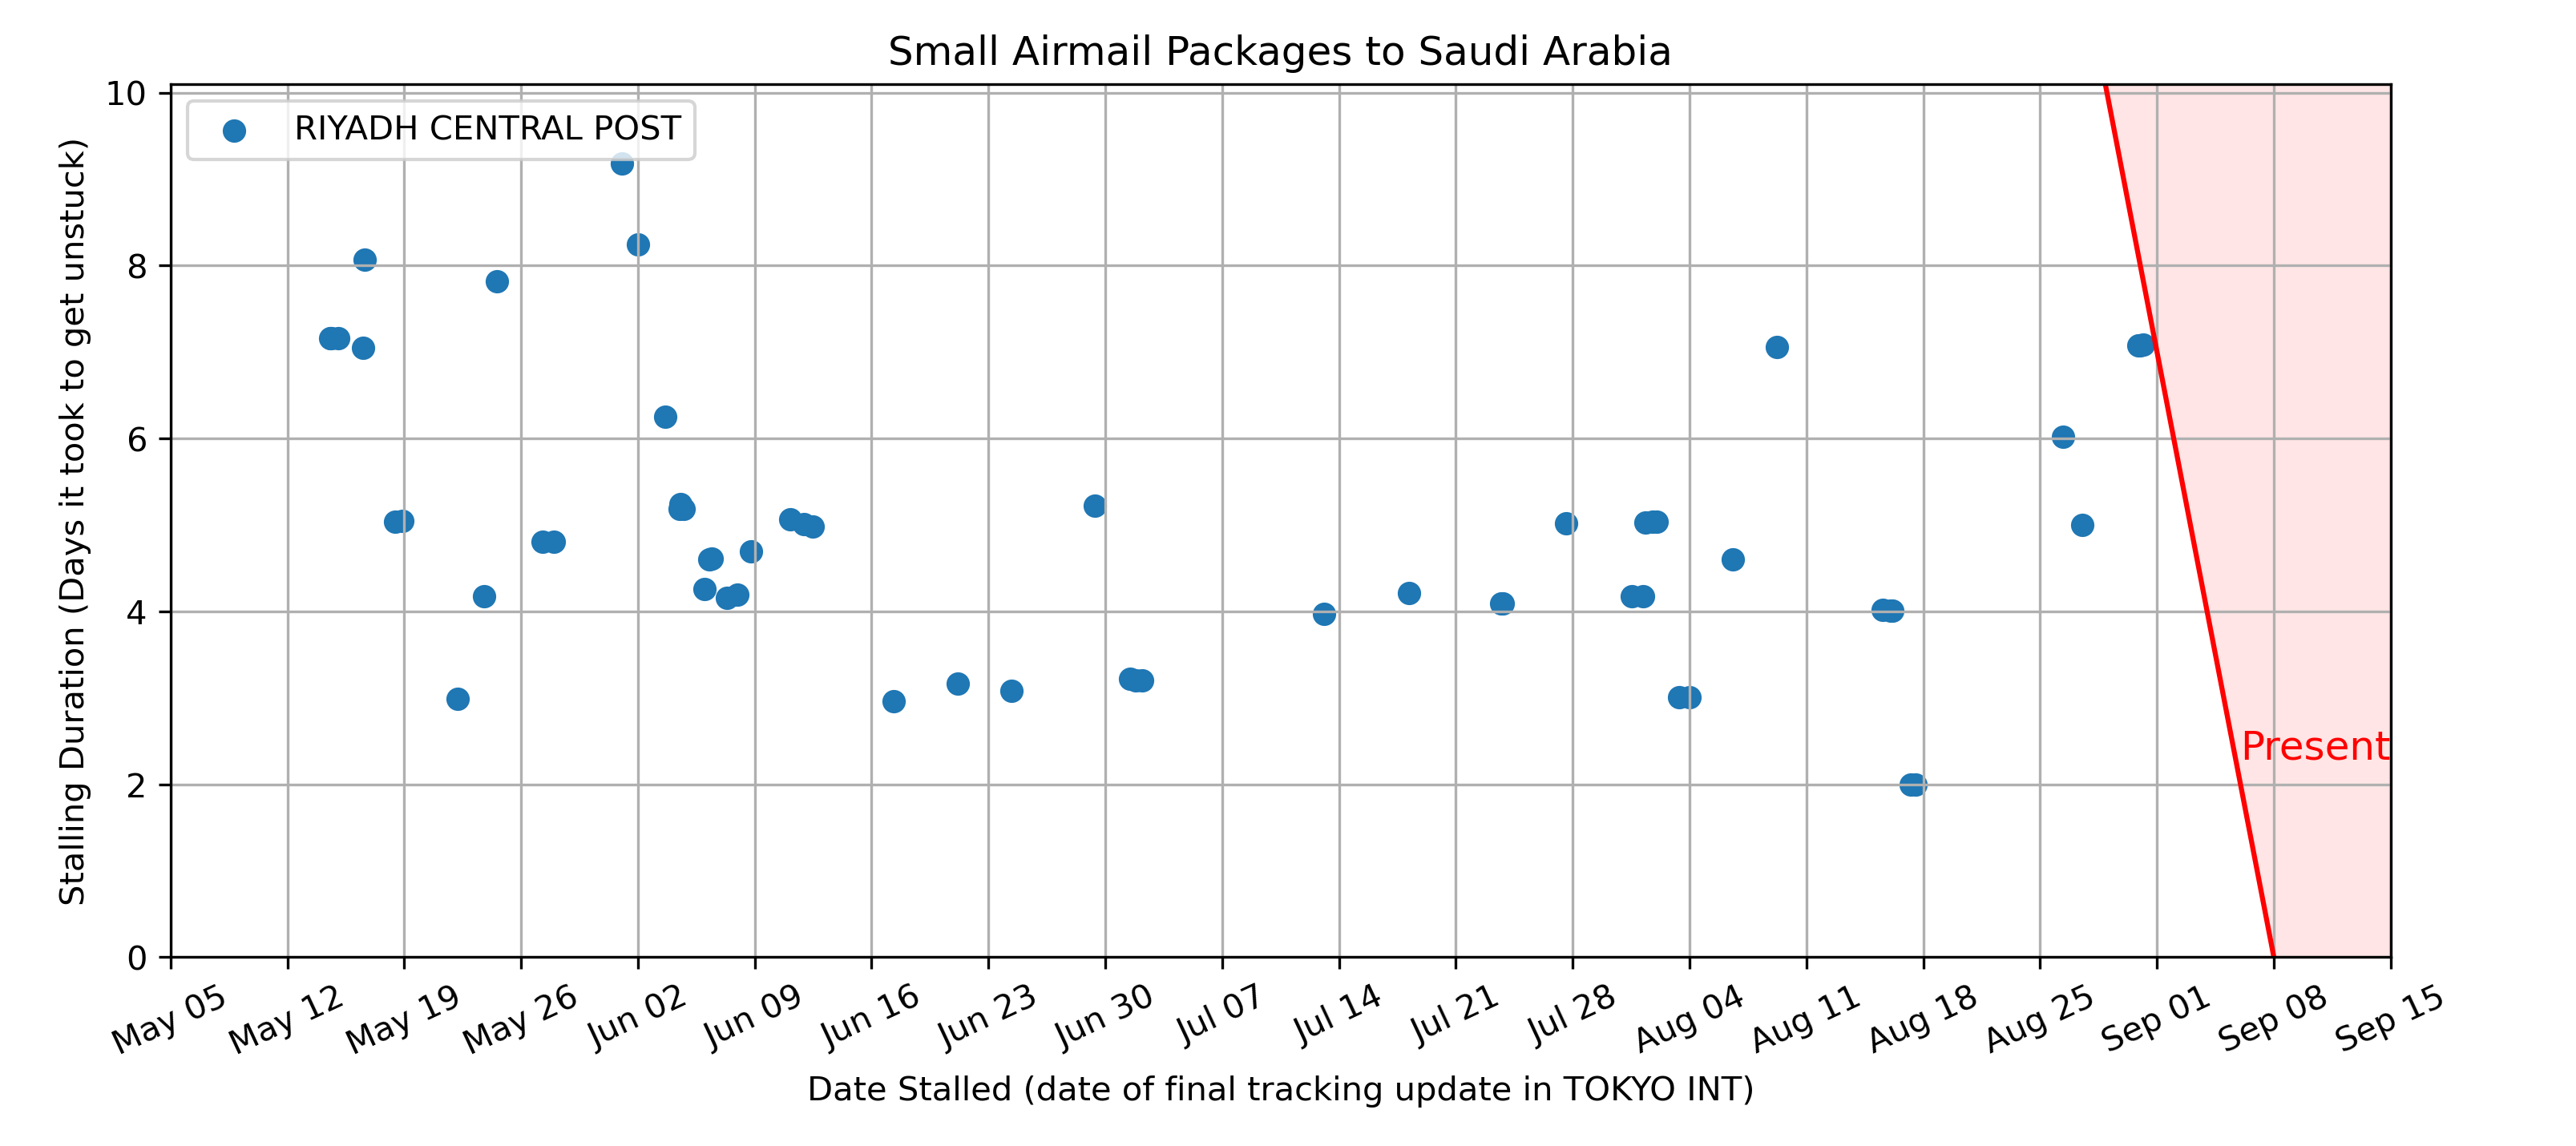 Small Airmail Packages to Saudi Arabia
RIYADH CENTRAL POST
Stalling Duration (Days it took to get unstuck)
10
8
6
4
2
0
Present
May 05 May 12 May 19 May 26 Jun 02 Jun 09 Jun 16 Jun 23 Jun 30 Jul 07 Jul 14 Jul 21 Jul 28 Aug 04 Aug 11 Aug 18 Aug 25 Sep 01 Sep 08 Sep 15
Date Stalled (date of final tracking update in TOKYO INT)